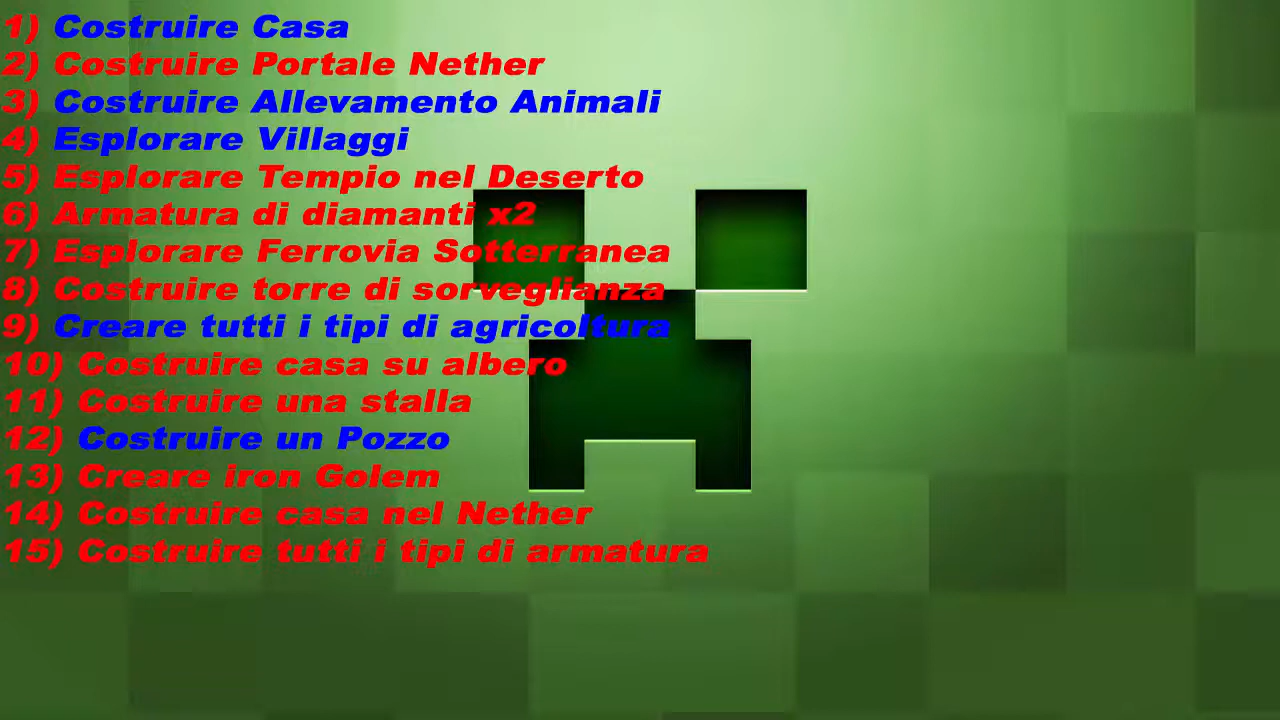 1) Costruire Casa
2) Costruire Portale Nether
3) Costruire Allevamento Animali
4) Esplorare Villaggi
5) Esplorare Tempio nel Deserto
6) Armatura di diamanti x2
7) Esplorare Ferrovia Sotterranea
8) Costruire torre di sorveglianza
9) Creare tutti i tipi di agricoltura
10) Costruire casa su albero
11) Costruire una stalla
12) Costruire un Pozzo
13) Creare iron Golem
14) Costruire casa nel Nether
15) Costruire tutti i tipi di armatura